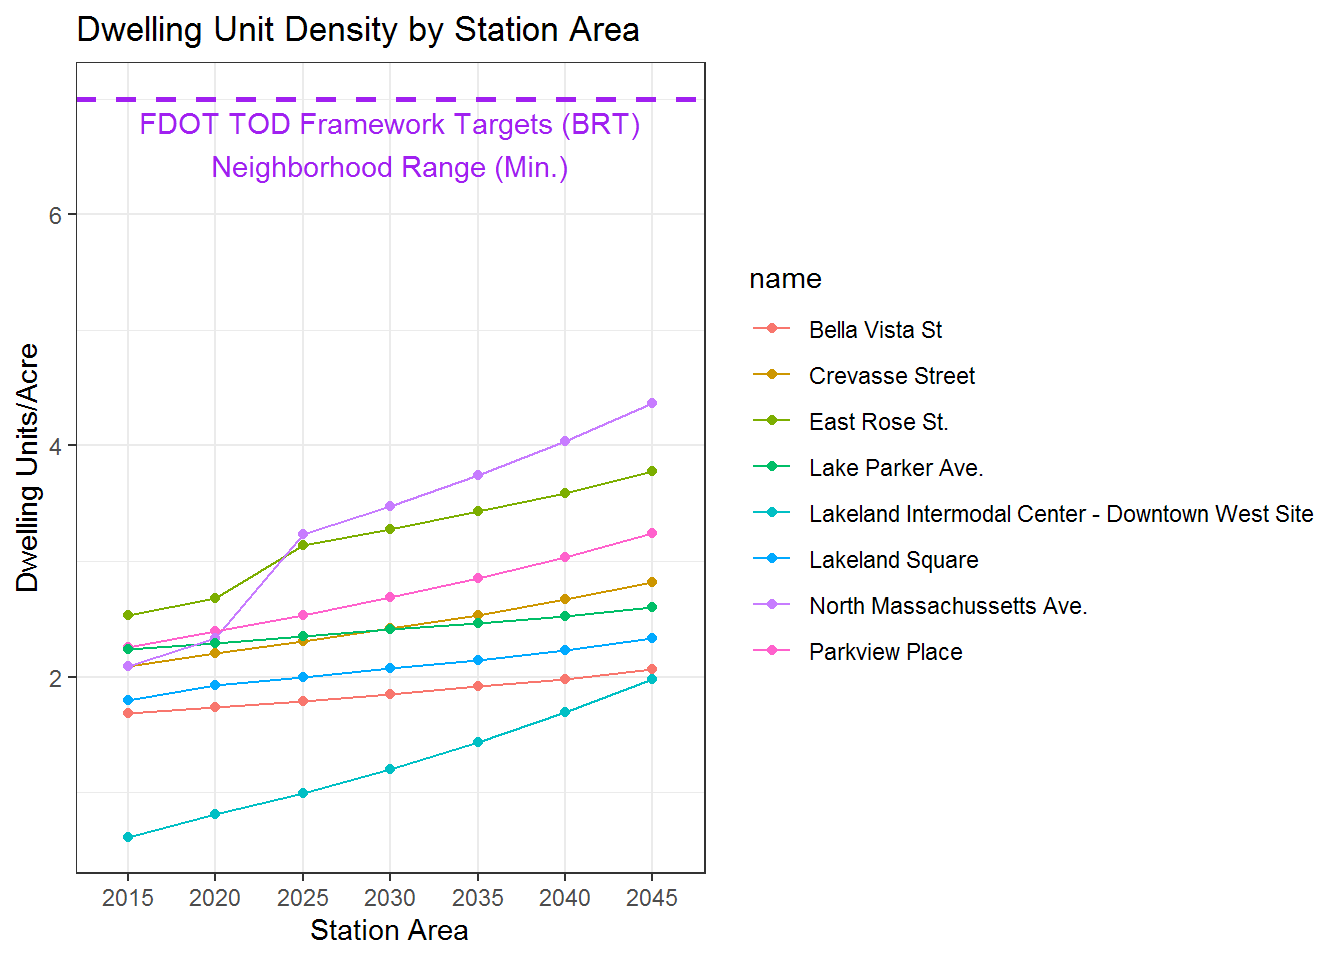 Dwelling Unit Density by Station Area
FDOT TOD Framework Targets (BRT)
Neighborhood Range (Min.)
6
4
2
Dwelling Units/Acre
2015 2020 2025 2030 2035 2040 2045
Station Area
name
Bella Vista St
Crevasse Street
East Rose St.
Lake Parker Ave.
Lakeland Intermodal Center - Downtown West Site
Lakeland Square
North Massachussetts Ave.
Parkview Place